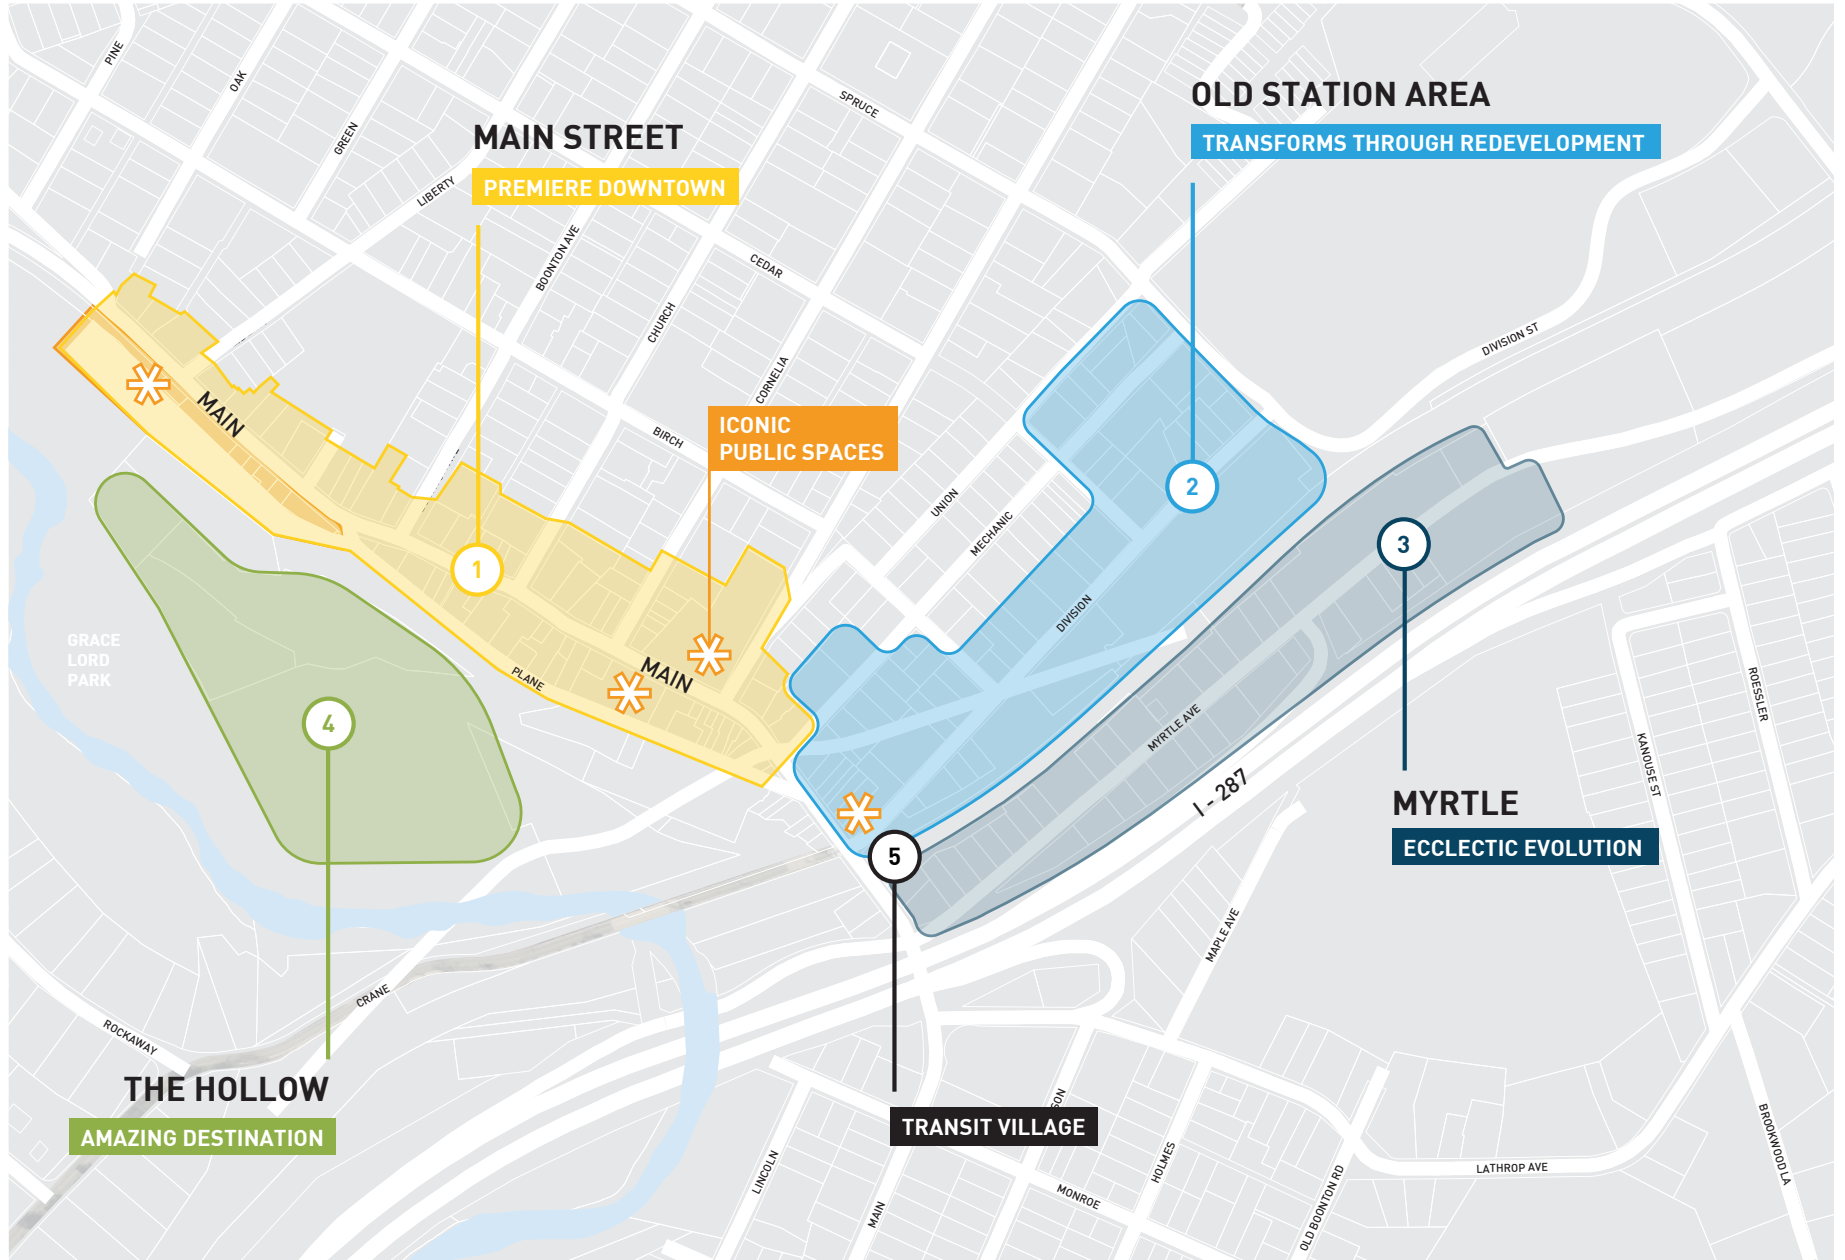 PINE
OAK
GREEN
SPRUCE
OLD STATION AREA
TRANSFORMS THROUGH REDEVELOPMENT
MAIN STREET
PREMIERE DOWNTOWN
LIBERTY
BOONTON AVE
CEDAR
CHURCH
CORNELIA
DIVISION ST
MAIN
ICONIC
PUBLIC SPACES
BIRCH
UNION
MECHANIC
2
3
1
DIVISION
GRACE
LORD
PARK
PLANE
MAIN
4
MYRTLE AVE
ROESSLER
KANOUSE ST
I - 287
MYRTLE
ECCLECTIC EVOLUTION
5
MAPLE AVE
CRANE
ROCKAWAY
THE HOLLOW
AMAZING DESTINATION
SON
TRANSIT VILLAGE
LINCOLN
MAIN
MONROE
HOLMES
OLD BOONTON RD
LATHROP AVE
BROOKWOOD LA